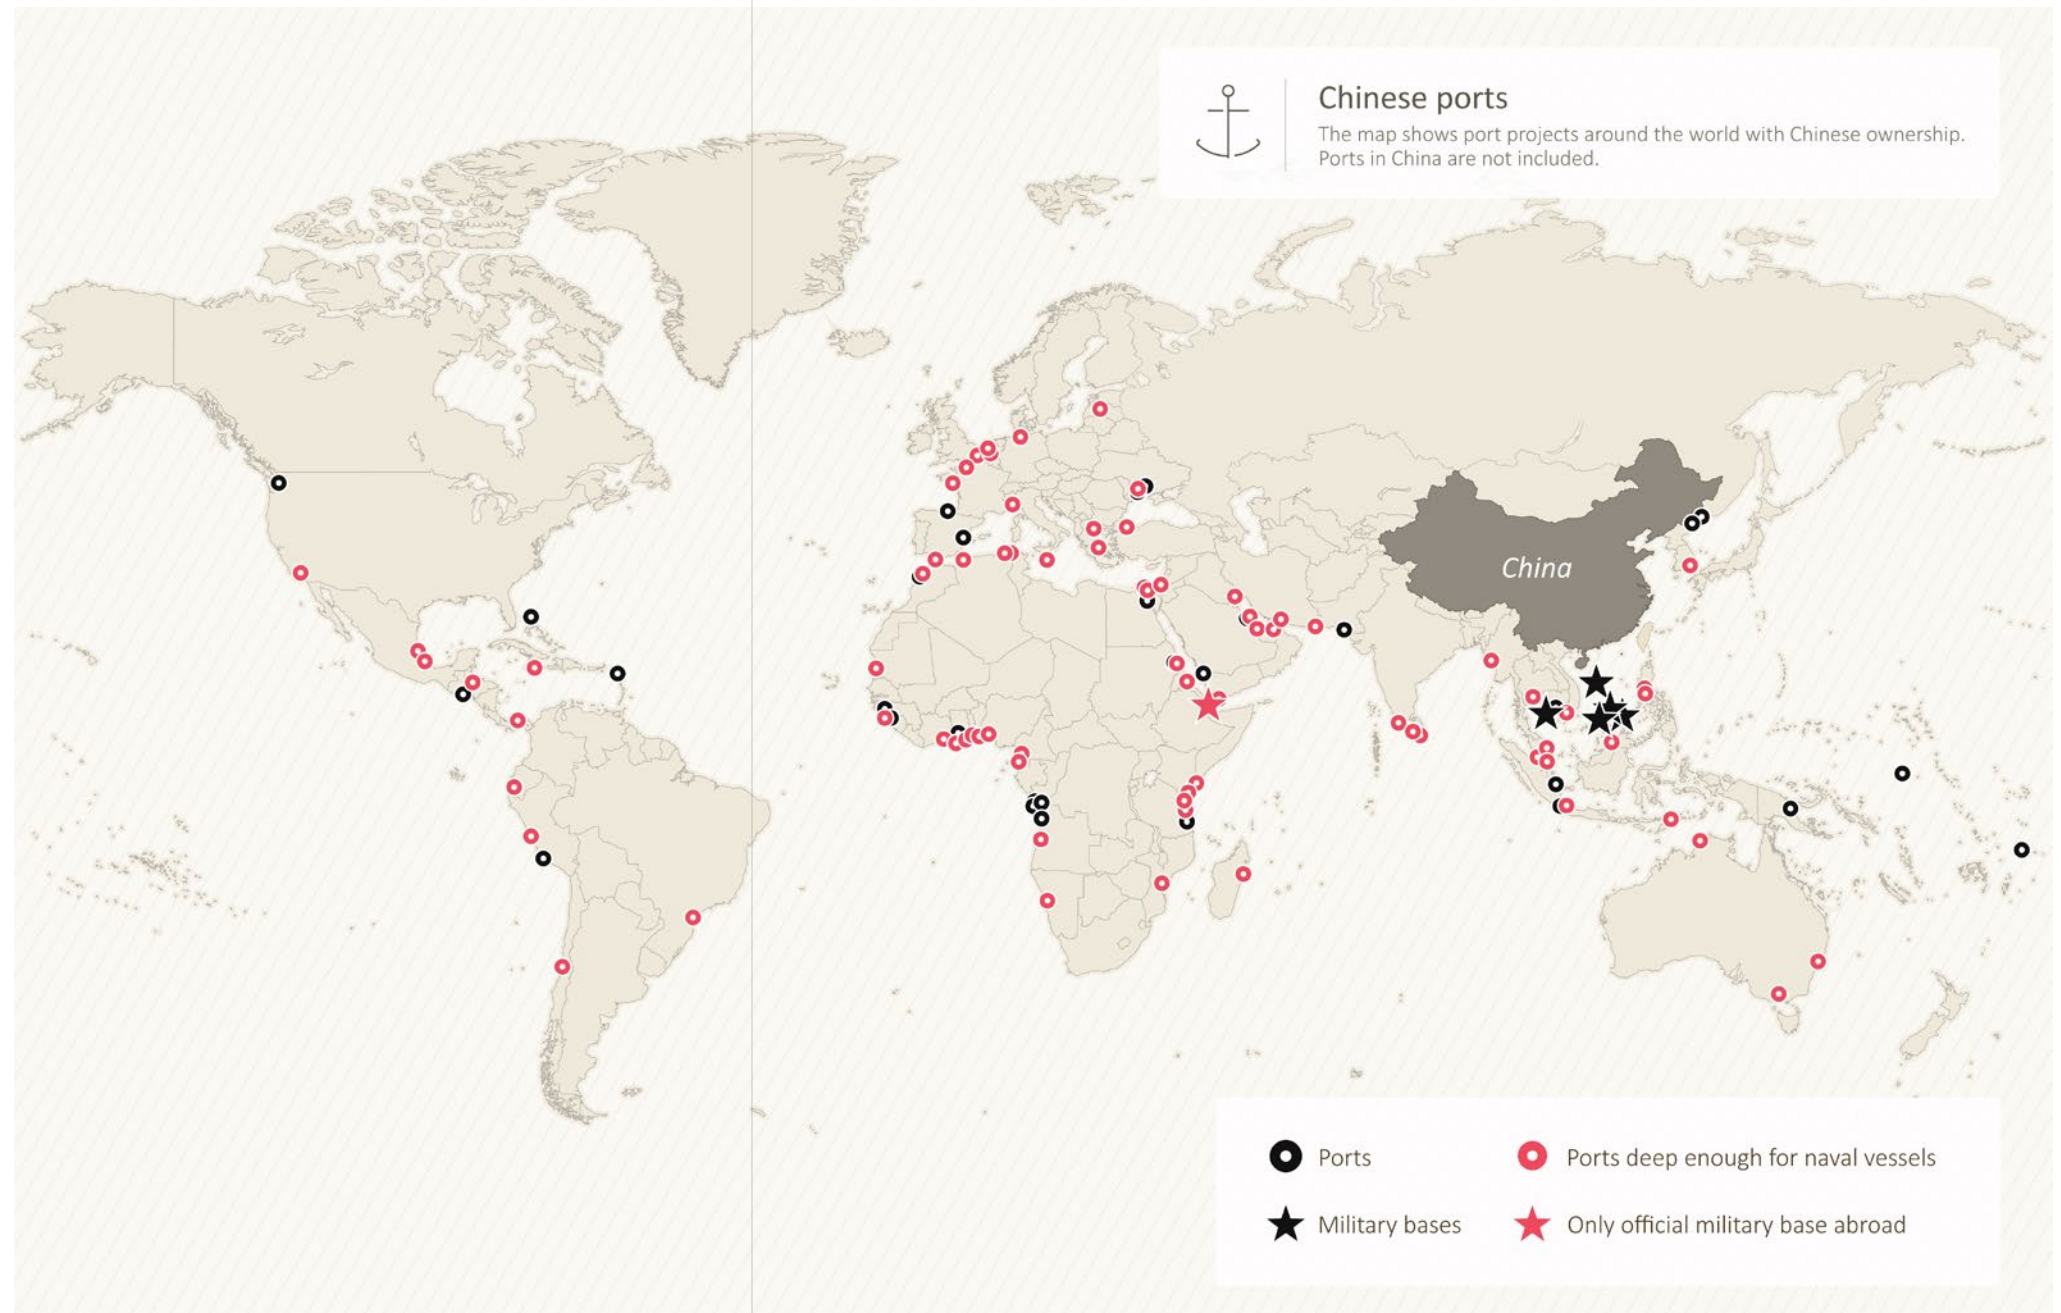 Chinese ports
The map shows port projects around the world with Chinese ownership.
Ports in China are not included.
China
Ports
Ports deep enough for naval vessels
Military bases
Only official military base abroad